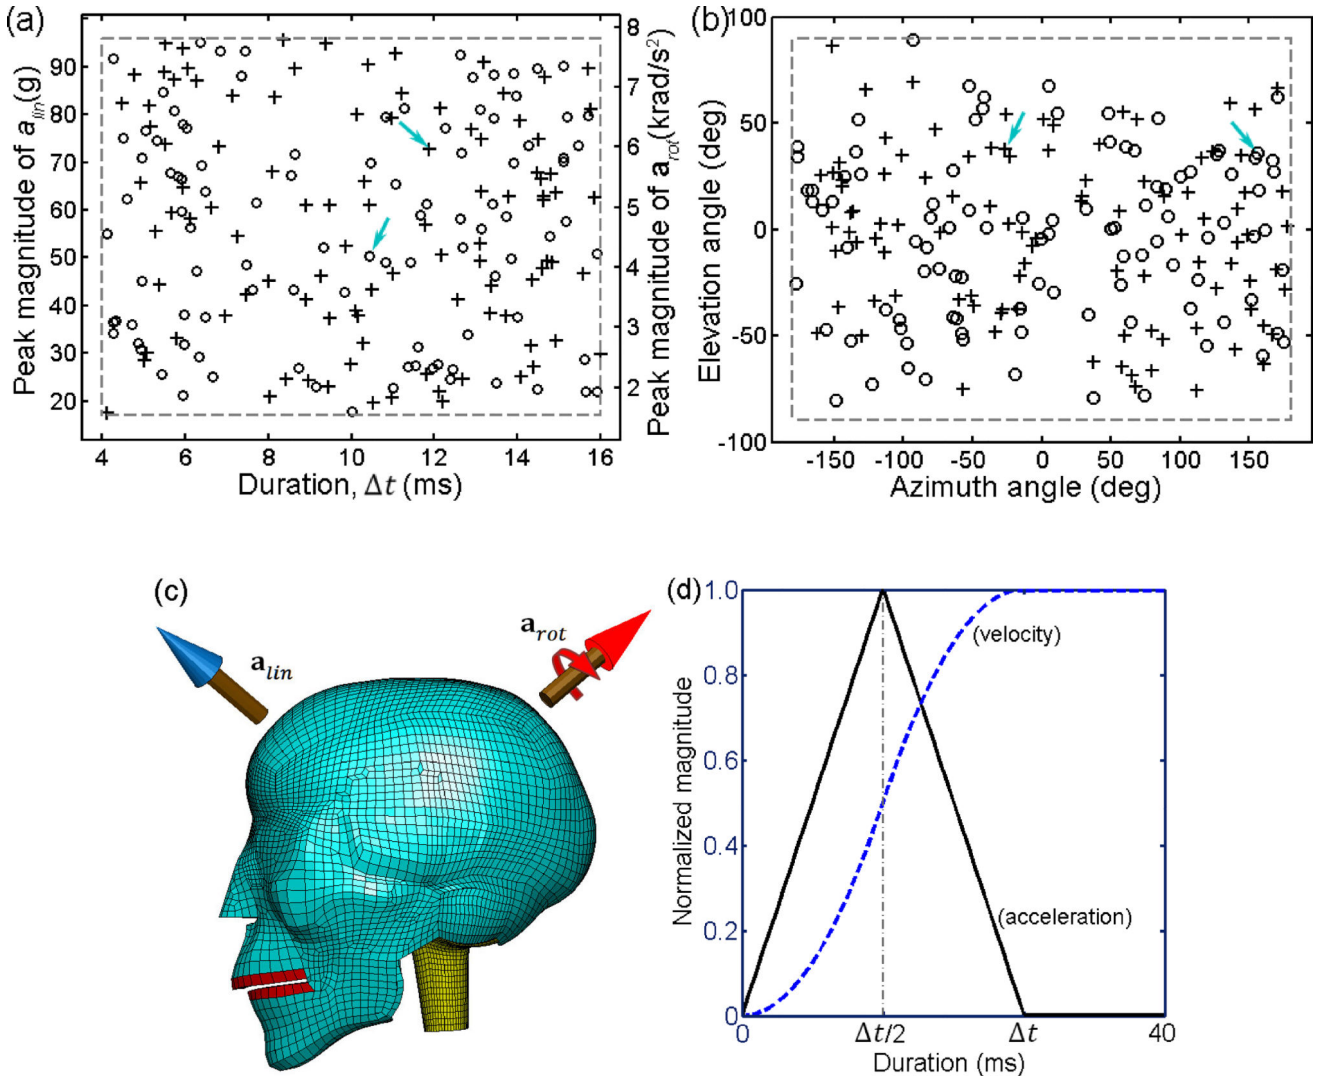 (a)
Peak magnitude of a_lin(g)
90
80
70
60
50
40
30
20
4 6 8 10 12 14 16
Duration, Δt (ms)
8
7
6
5
4
3
2
Peak magnitude of a_rot(krad/s²)
(b)
Elevation angle (deg)
100
50
0
-50
-100
-150 -100 -50 0 50 100 150
Azimuth angle (deg)
(c)
a_lin
a_rot
(d)
Normalized magnitude
1.0
0.8
0.6
0.4
0.2
0
(velocity)
(acceleration)
0 Δt/2 Δt 40
Duration (ms)